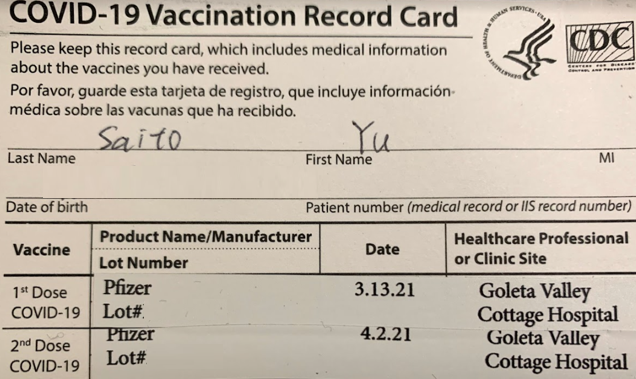 COVID-19 Vaccination Record Card
Please keep this record card, which includes medical information
about the vaccines you have received.
Por favor, guarde esta tarjeta de registro, que incluye información
médica sobre las vacunas que ha recibido.
Saito Yu
Last Name First Name MI
Date of birth Patient number (medical record or IIS record number)
Vaccine Product Name/Manufacturer Date Healthcare Professional
Lot Number or Clinic Site
1st Dose Pfizer 3.13.21 Goleta Valley
COVID-19 Lot# Cottage Hospital
2nd Dose Pfizer 4.2.21 Goleta Valley
COVID-19 Lot# Cottage Hospital
DEPARTMENT OF HEALTH & HUMAN SERVICES · USA
CDC
CENTERS FOR DISEASE
CONTROL AND PREVENTION